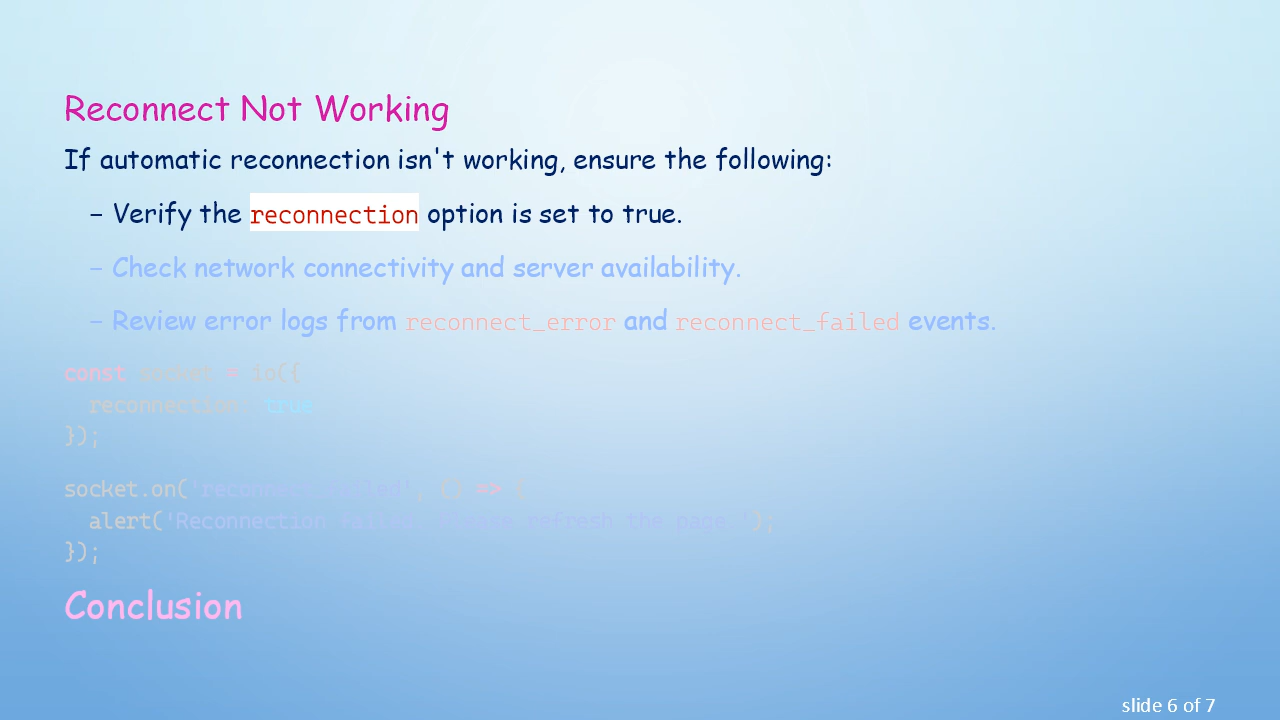 Reconnect Not Working
If automatic reconnection isn't working, ensure the following:
– Verify the reconnection option is set to true.
– Check network connectivity and server availability.
– Review error logs from reconnect_error and reconnect_failed events.
const socket = io({
  reconnection: true
});
socket.on('reconnect_failed', () => {
  alert('Reconnection failed. Please refresh the page.');
});
Conclusion
slide 6 of 7